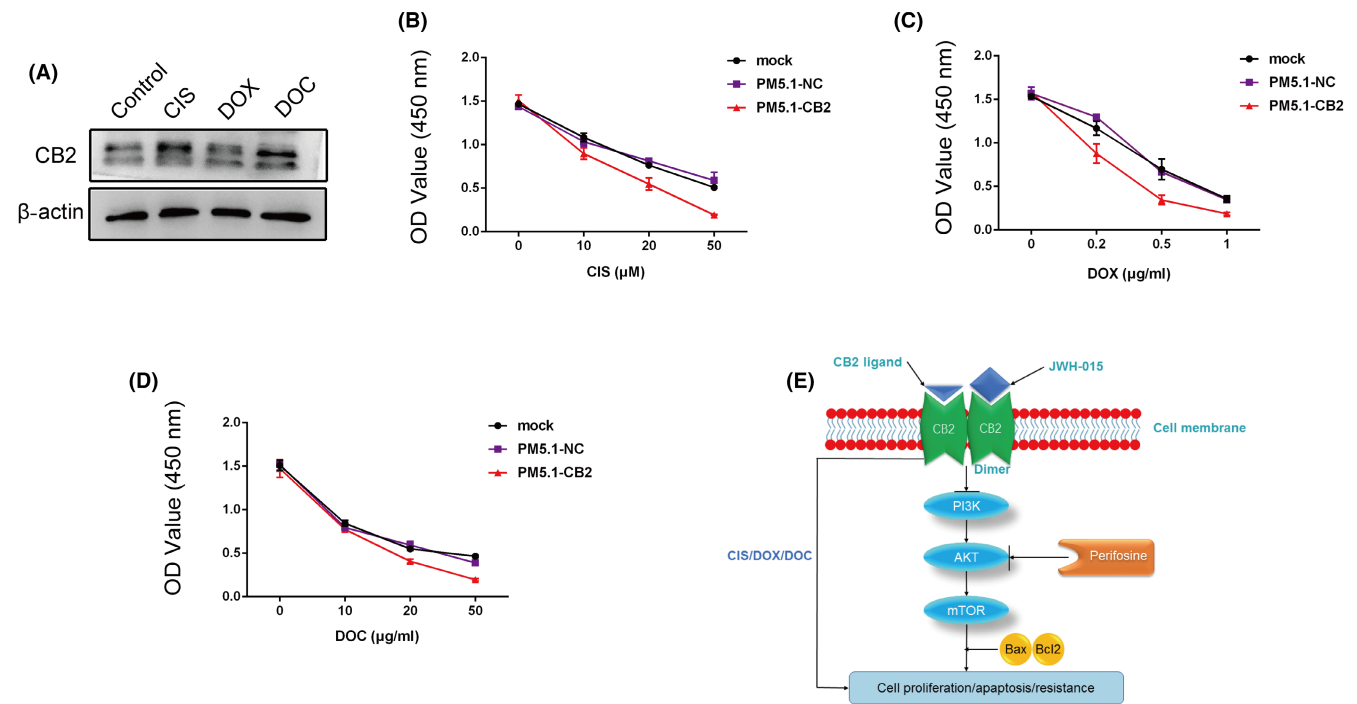 (A)
Control
CIS
DOX
DOC
CB2
β-actin
(B)
OD Value (450 nm)
2.0
1.5
1.0
0.5
0.0
0
10
20
50
CIS (μM)
mock
PM5.1-NC
PM5.1-CB2
(C)
OD Value (450 nm)
2.0
1.5
1.0
0.5
0.0
0
0.2
0.5
1
DOX (μg/ml)
mock
PM5.1-NC
PM5.1-CB2
(D)
OD Value (450 nm)
2.0
1.5
1.0
0.5
0.0
0
10
20
50
DOC (μg/ml)
mock
PM5.1-NC
PM5.1-CB2
(E)
CB2 ligand
JWH-015
CB2
CB2
Cell membrane
Dimer
PI3K
CIS/DOX/DOC
AKT
Perifosine
mTOR
Bax
Bcl2
Cell proliferation/apaptosis/resistance